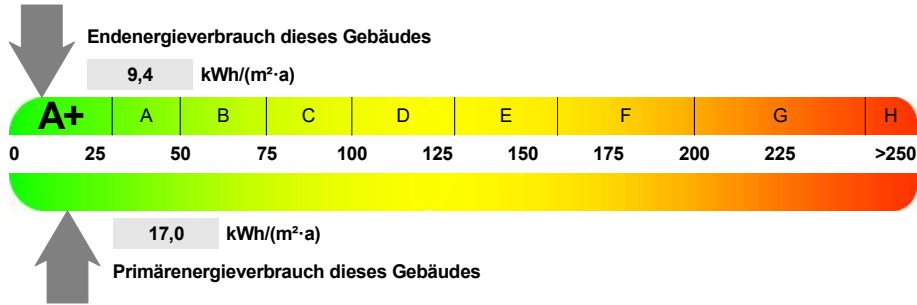 Endenergieverbrauch dieses Gebäudes
9,4 kWh/(m²·a)
A+ A B C D E F G H
0 25 50 75 100 125 150 175 200 225 >250
17,0 kWh/(m²·a)
Primärenergieverbrauch dieses Gebäudes